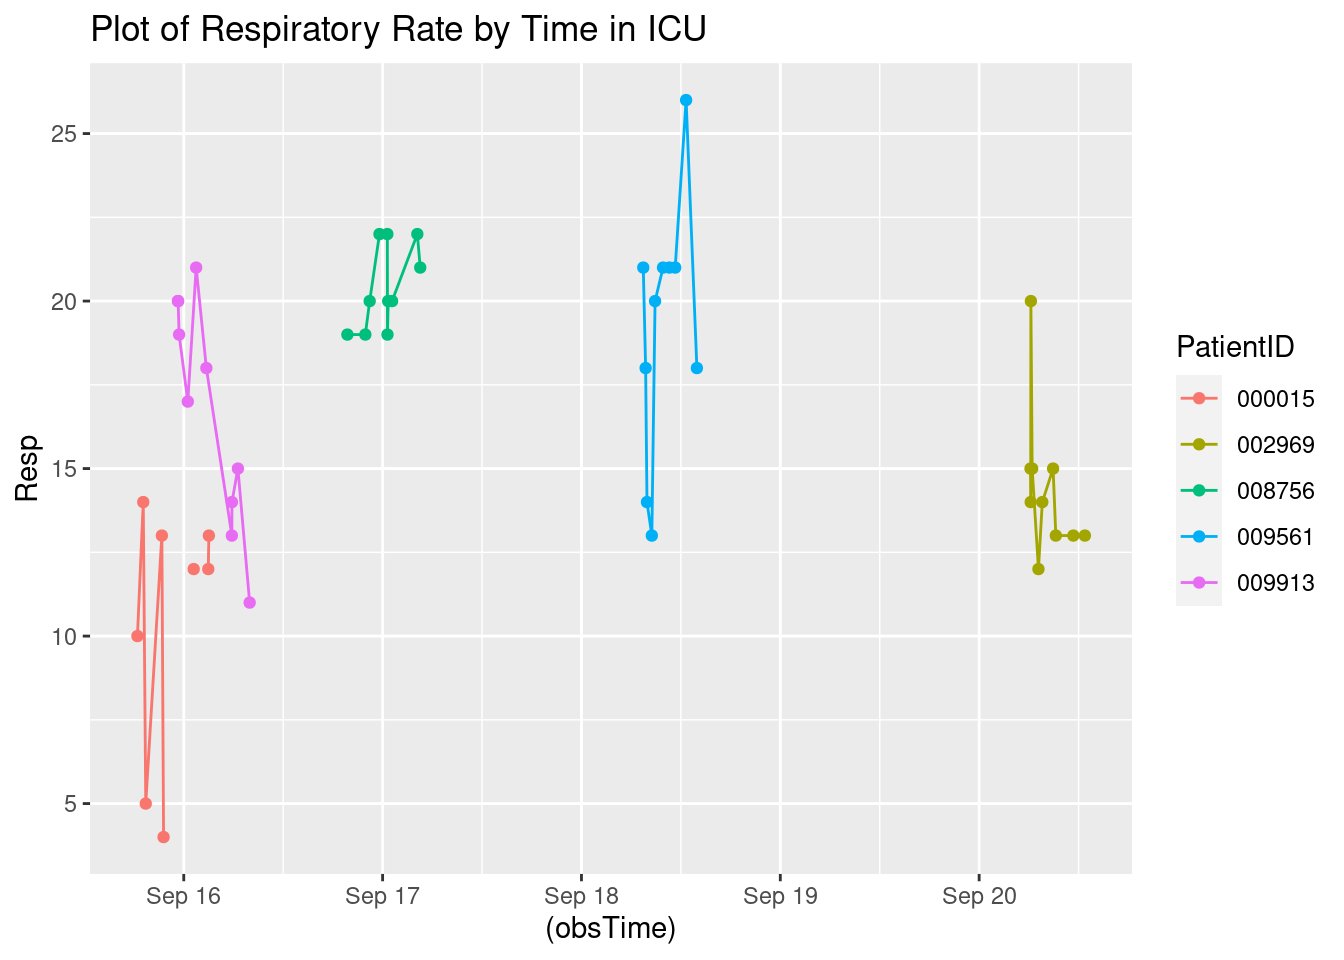 Plot of Respiratory Rate by Time in ICU
25
20
15
10
5
Resp
Sep 16 Sep 17 Sep 18 Sep 19 Sep 20
(obsTime)
PatientID
000015
002969
008756
009561
009913